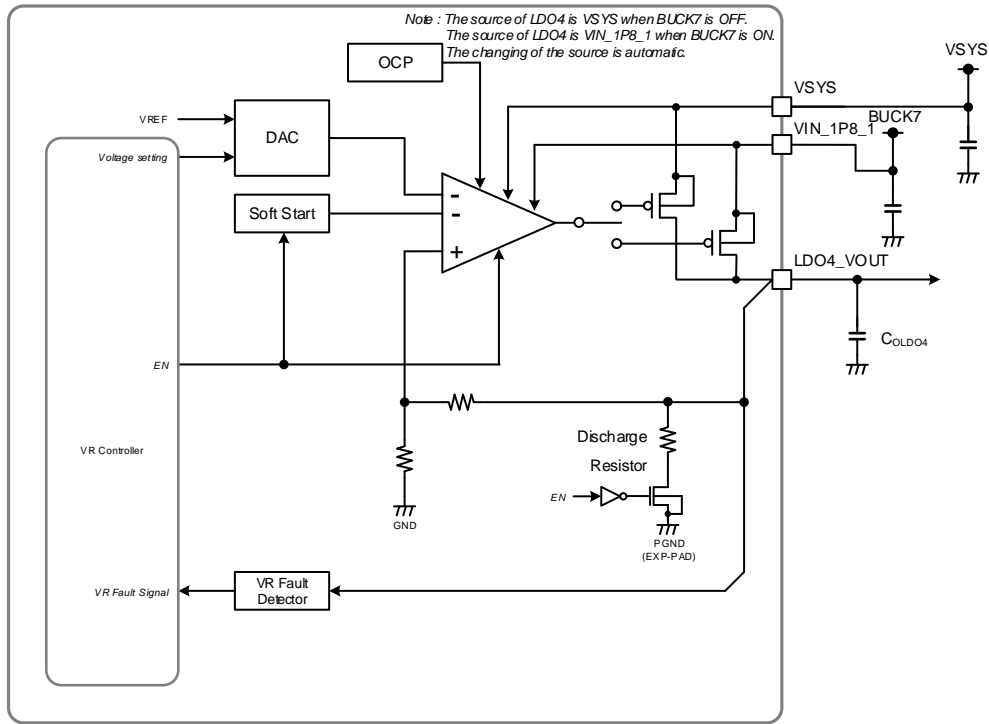 Note : The source of LDO4 is VSYS when BUCK7 is OFF.
The source of LDO4 is VIN_1P8_1 when BUCK7 is ON.
The changing of the source is automatic.
OCP
VSYS
VSYS
VREF
DAC
BUCK7
VIN_1P8_1
Voltage setting
-
Soft Start
-
+
LDO4_VOUT
COLDO4
EN
VR Controller
Discharge
Resistor
EN
GND
PGND
(EXP-PAD)
VR Fault Signal
VR Fault
Detector